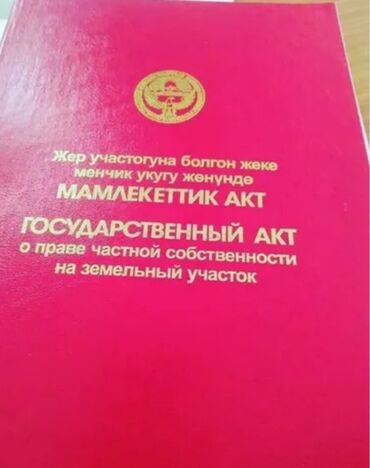 Жер участогуна болгон жеке
менчик укугу жөнүндө
МАМЛЕКЕТТИК АКТ
ГОСУДАРСТВЕННЫЙ АКТ
о праве частной собственности
на земельный участок